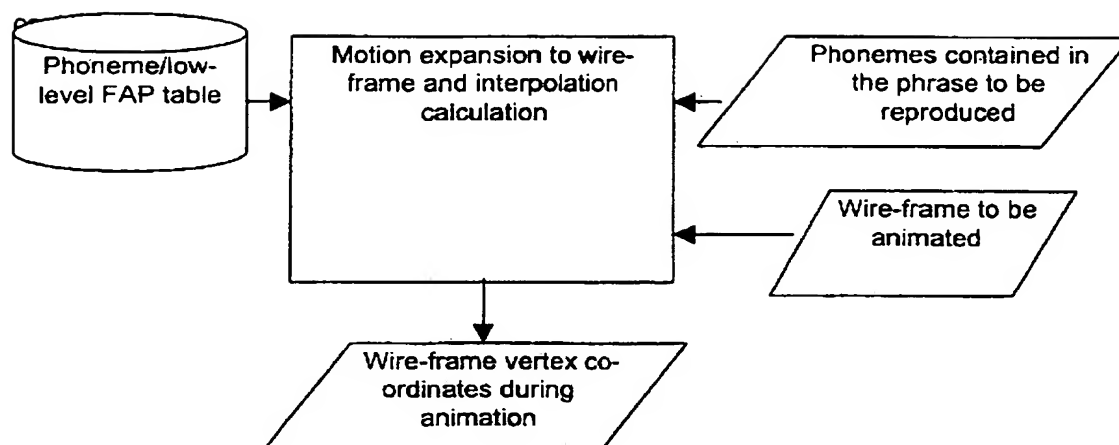 Phoneme/low-
level FAP table
Motion expansion to wire-
frame and interpolation
calculation
Phonemes contained in
the phrase to be
reproduced
Wire-frame to be
animated
Wire-frame vertex co-
ordinates during
animation